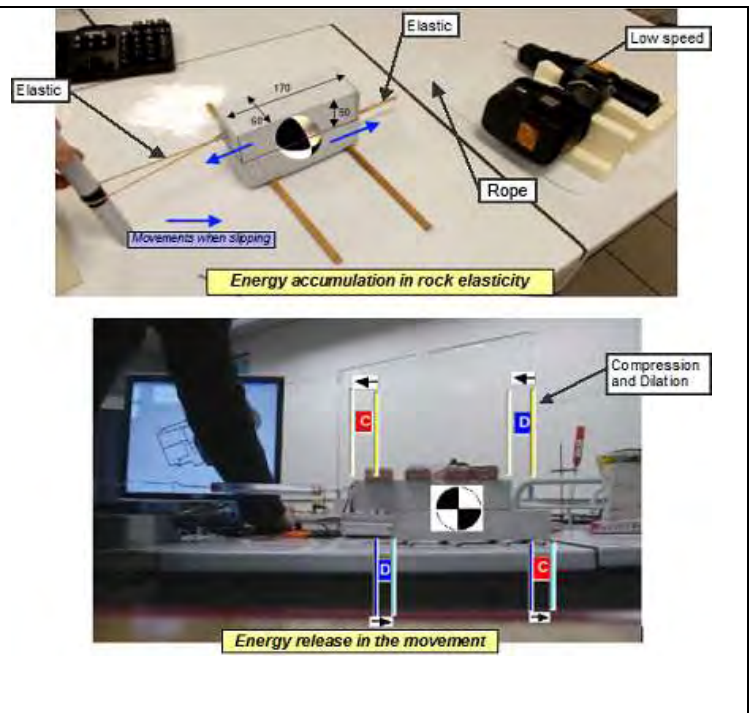 Elastic
Low speed
Elastic
170
60
50
Rope
Movements when slipping
Energy accumulation in rock elasticity
Compression
and Dilation
C
D
D
C
Energy release in the movement